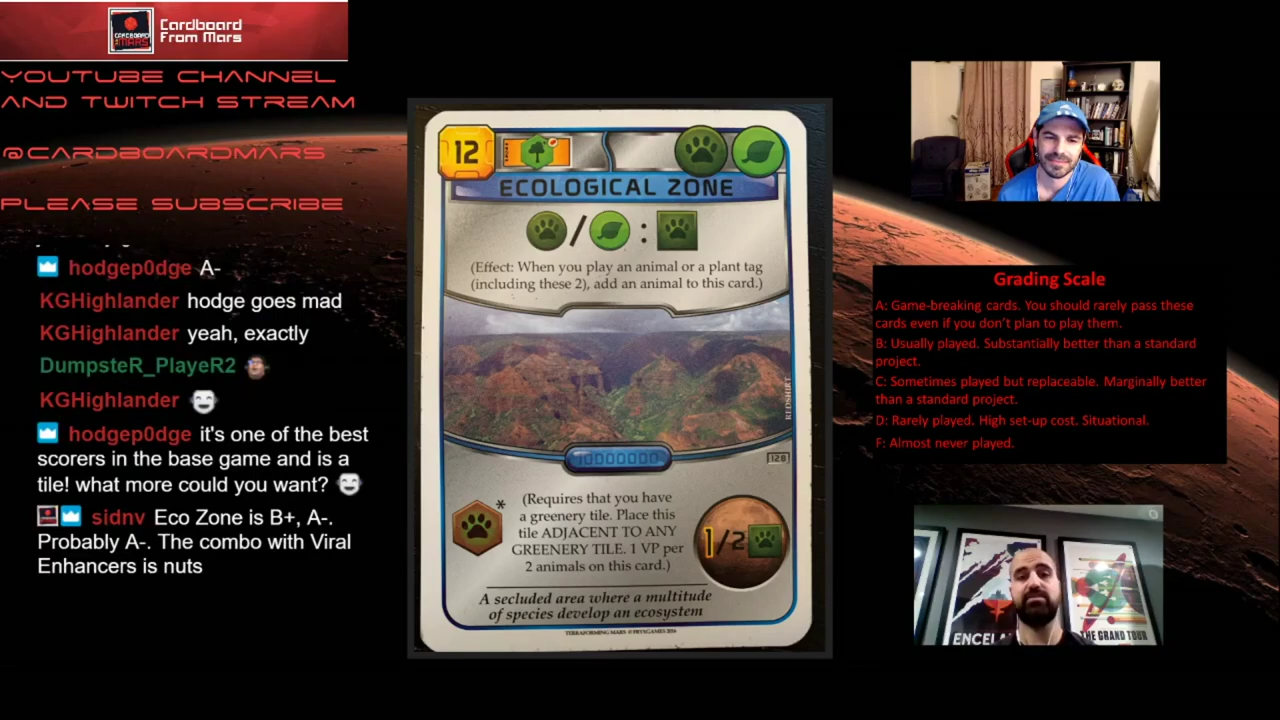 Cardboard
From Mars
YOUTUBE CHANNEL
AND TWITCH STREAM
@CARDBOARDMARS
PLEASE SUBSCRIBE
hodgep0dge A-
KGHighlander hodge goes mad
KGHighlander yeah, exactly
DumpsteR_PlayeR2
KGHighlander
hodgep0dge it's one of the best
scorers in the base game and is a
tile! what more could you want?
sidnv Eco Zone is B+, A-.
Probably A-. The combo with Viral
Enhancers is nuts
12
ECOLOGICAL ZONE
/ :
(Effect: When you play an animal or a plant tag
(including these 2), add an animal to this card.)
REDSHIRT
10000000
128
*
(Requires that you have
a greenery tile. Place this
tile ADJACENT TO ANY
GREENERY TILE. 1 VP per
2 animals on this card.)
1/2
A secluded area where a multitude
of species develop an ecosystem
TERRAFORMING MARS © FRYXGAMES 2016
Grading Scale
A: Game-breaking cards. You should rarely pass these
cards even if you don't plan to play them.
B: Usually played. Substantially better than a standard
project.
C: Sometimes played but replaceable. Marginally better
than a standard project.
D: Rarely played. High set-up cost. Situational.
F: Almost never played.
THE GRAND TOUR